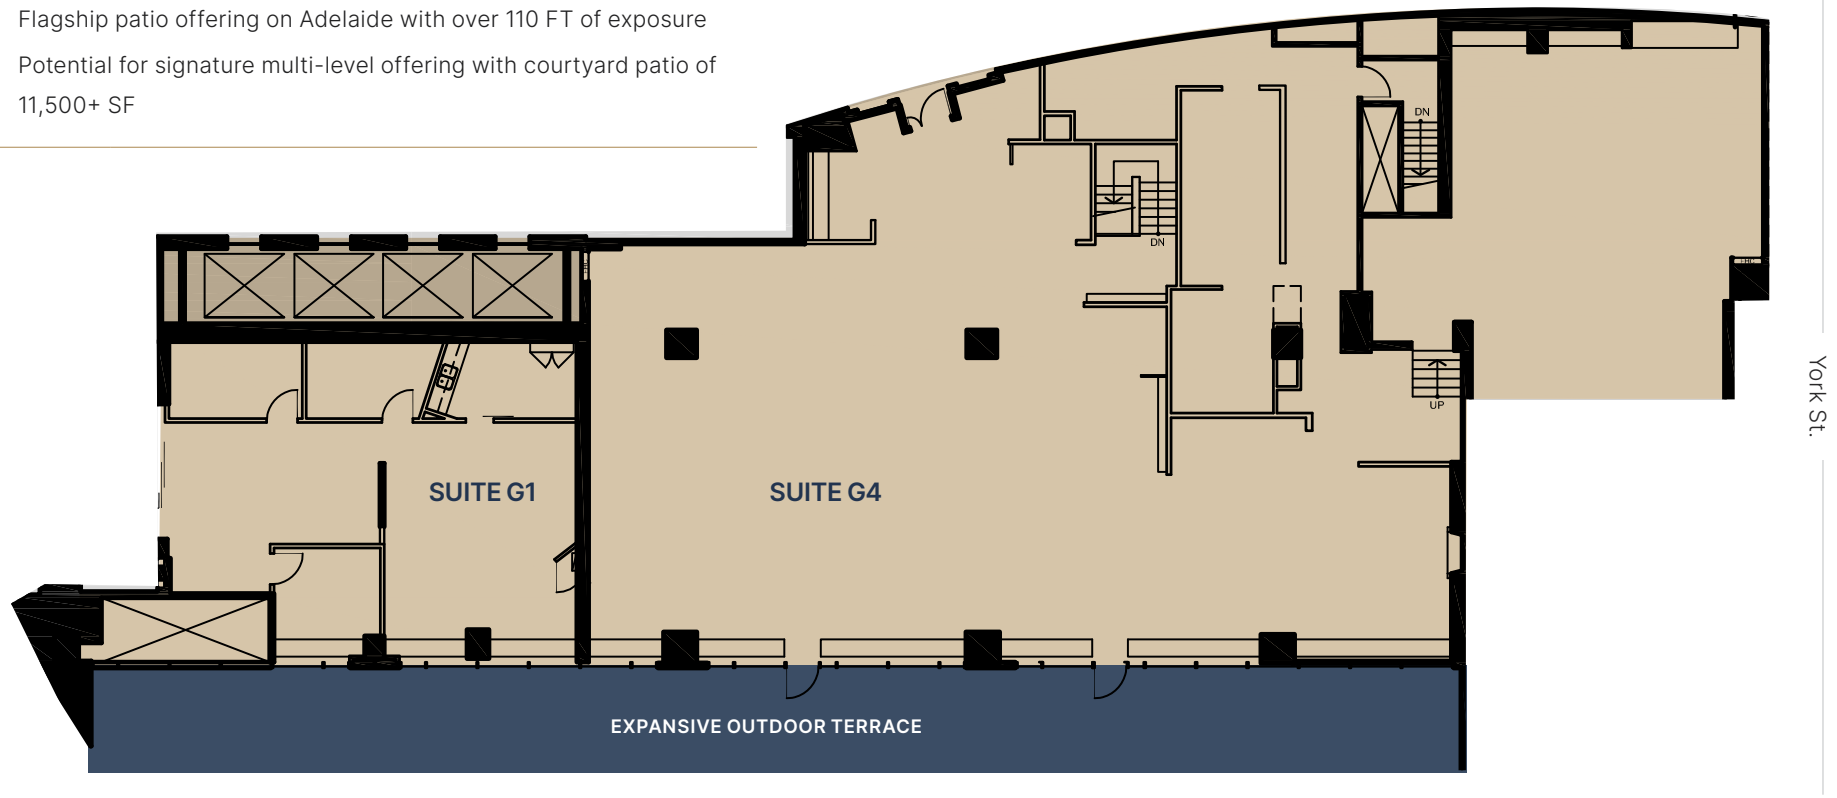 Flagship patio offering on Adelaide with over 110 FT of exposure
Potential for signature multi-level offering with courtyard patio of
11,500+ SF
DN
DN
UP
York St.
SUITE G1
SUITE G4
EXPANSIVE OUTDOOR TERRACE